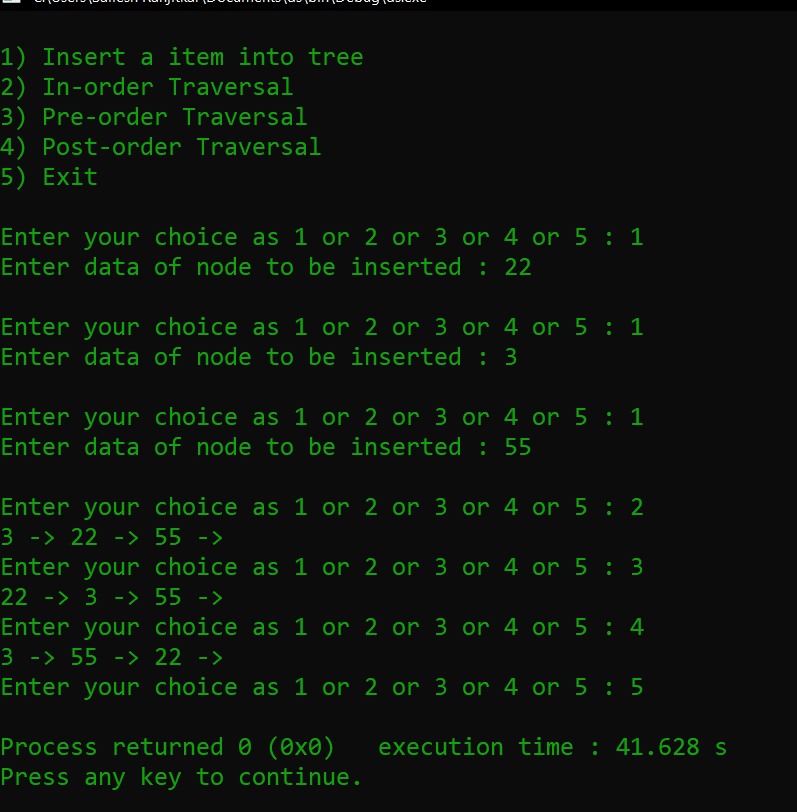 1) Insert a item into tree
2) In-order Traversal
3) Pre-order Traversal
4) Post-order Traversal
5) Exit
Enter your choice as 1 or 2 or 3 or 4 or 5 : 1
Enter data of node to be inserted : 22
Enter your choice as 1 or 2 or 3 or 4 or 5 : 1
Enter data of node to be inserted : 3
Enter your choice as 1 or 2 or 3 or 4 or 5 : 1
Enter data of node to be inserted : 55
Enter your choice as 1 or 2 or 3 or 4 or 5 : 2
3 -> 22 -> 55 ->
Enter your choice as 1 or 2 or 3 or 4 or 5 : 3
22 -> 3 -> 55 ->
Enter your choice as 1 or 2 or 3 or 4 or 5 : 4
3 -> 55 -> 22 ->
Enter your choice as 1 or 2 or 3 or 4 or 5 : 5
Process returned 0 (0x0)   execution time : 41.628 s
Press any key to continue.